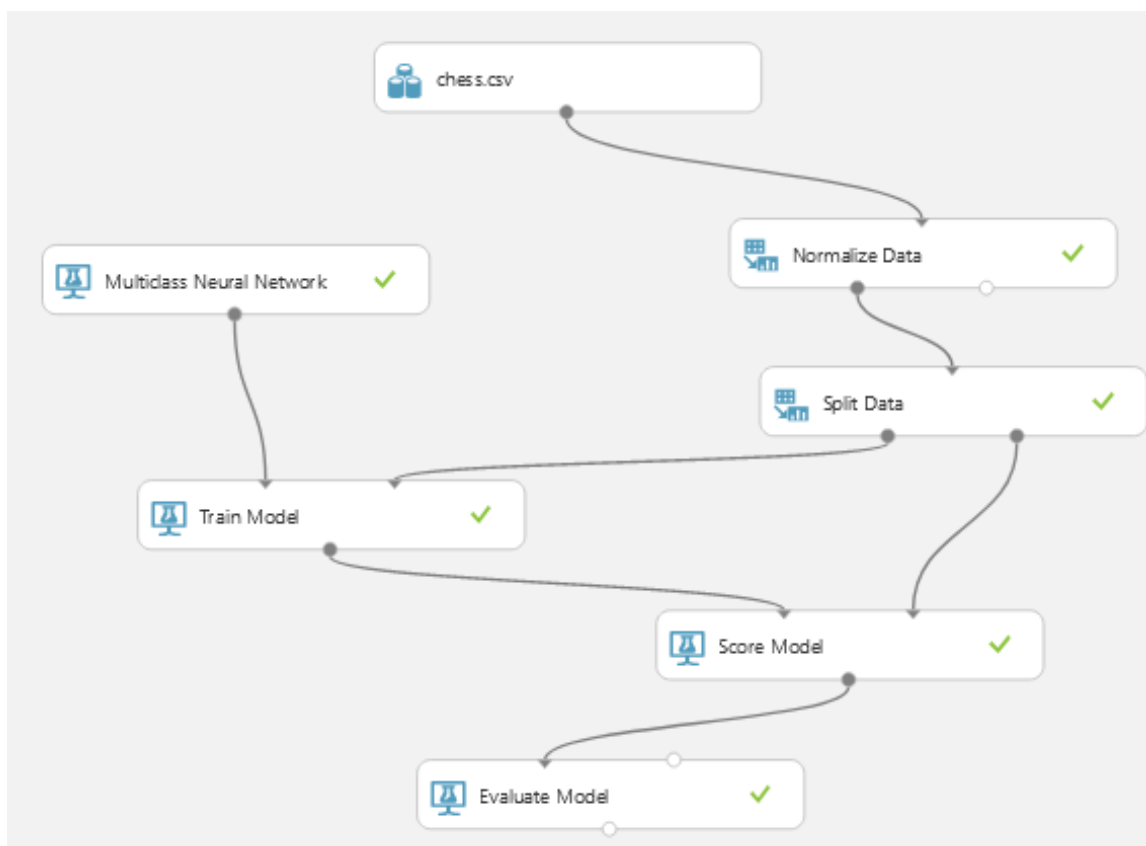 chess.csv
Normalize Data
Multiclass Neural Network
Split Data
Train Model
Score Model
Evaluate Model